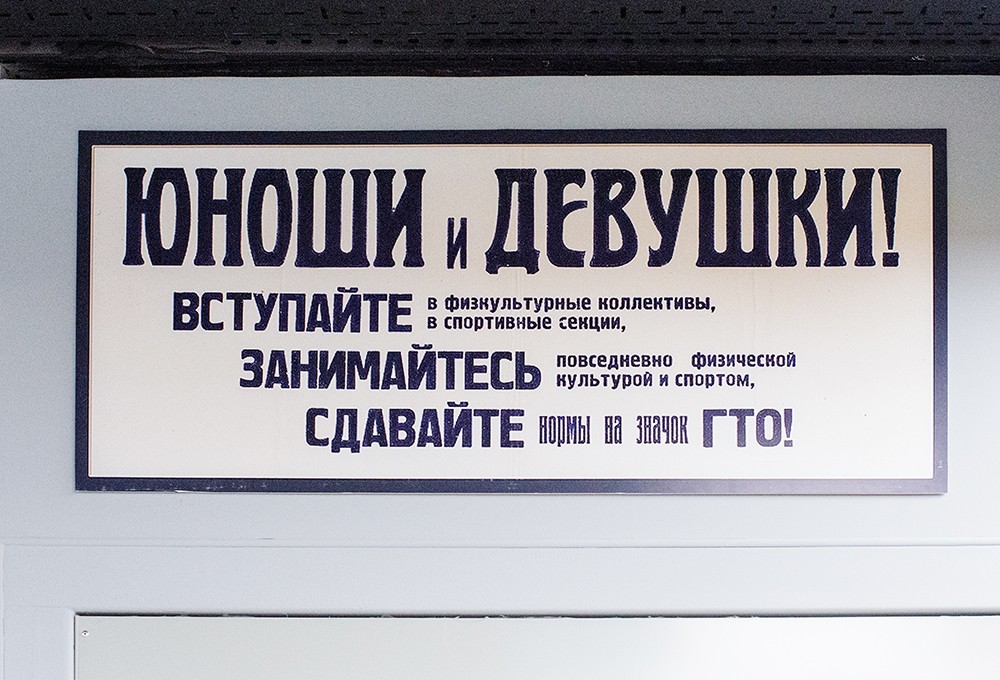 ЮНОШИ и ДЕВУШКИ!
ВСТУПАЙТЕ в физкультурные коллективы,
в спортивные секции,
ЗАНИМАЙТЕСЬ повседневно физической
культурой и спортом,
СДАВАЙТЕ нормы на значок ГТО!